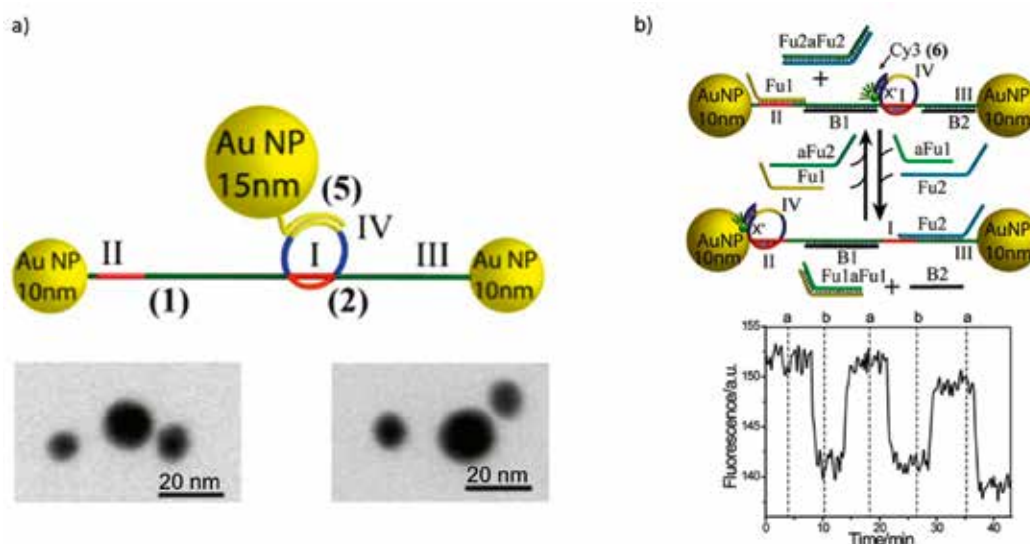 a)
Au NP
15nm
(5)
IV
II
I
III
Au NP
10nm
(1)
(2)
Au NP
10nm
20 nm
20 nm
b)
Fu2aFu2
+
Cy3 (6)
IV
Fu1
AuNP
10nm
X'
I
III
AuNP
10nm
II
B1
B2
aFu2
Fu1
aFu1
Fu2
IV
AuNP
10nm
X'
I
Fu2
III
AuNP
10nm
II
B1
Fu1aFu1
+
B2
a
b
a
b
a
155
150
145
140
Fluorescence/a.u.
0
10
20
30
40
Time/min